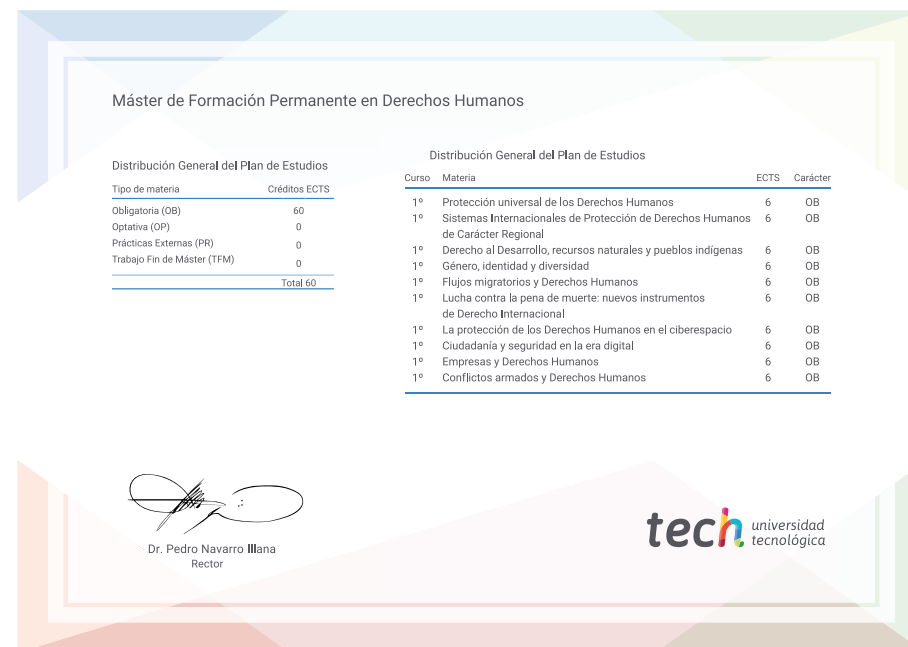 Máster de Formación Permanente en Derechos Humanos
Distribución General del Plan de Estudios
Tipo de materia Créditos ECTS
Obligatoria (OB) 60
Optativa (OP) 0
Prácticas Externas (PR) 0
Trabajo Fin de Máster (TFM) 0
Total 60
Distribución General del Plan de Estudios
Curso Materia ECTS Carácter
1º Protección universal de los Derechos Humanos 6 OB
1º Sistemas Internacionales de Protección de Derechos Humanos 6 OB
de Carácter Regional
1º Derecho al Desarrollo, recursos naturales y pueblos indígenas 6 OB
1º Género, identidad y diversidad 6 OB
1º Flujos migratorios y Derechos Humanos 6 OB
1º Lucha contra la pena de muerte: nuevos instrumentos 6 OB
de Derecho Internacional
1º La protección de los Derechos Humanos en el ciberespacio 6 OB
1º Ciudadanía y seguridad en la era digital 6 OB
1º Empresas y Derechos Humanos 6 OB
1º Conflictos armados y Derechos Humanos 6 OB
Dr. Pedro Navarro Illana
Rector
tech universidad
tecnológica